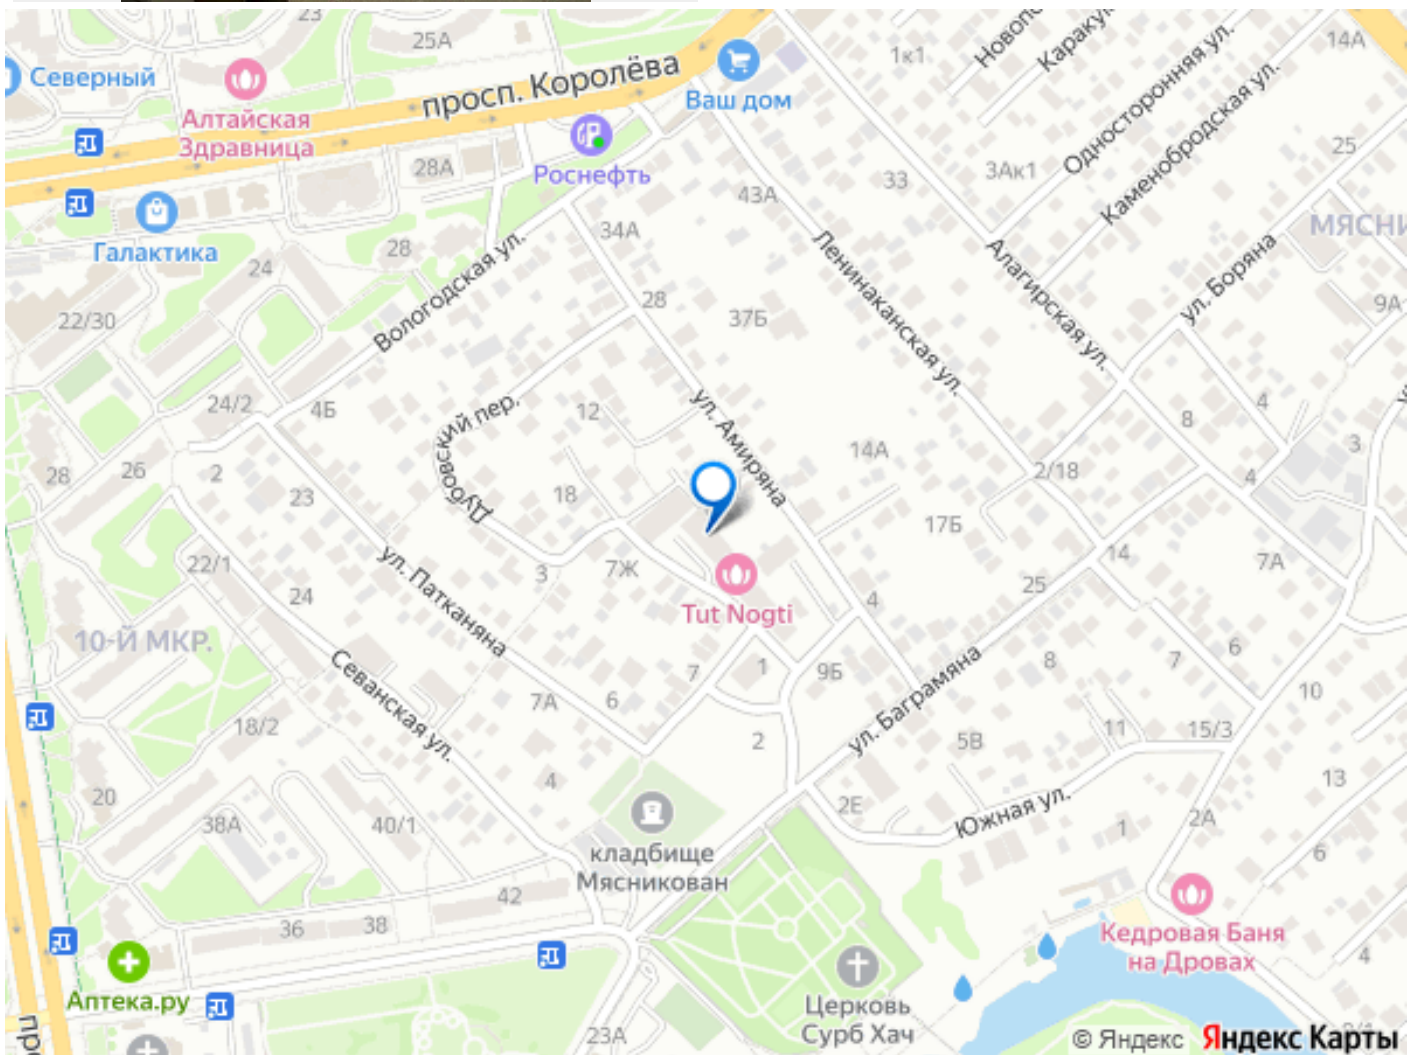 23
25А
Северный
Алтайская
Здравница
просп. Королёва
Ваш дом
1к1
Каракум
14А
Односторонняя ул.
Каменобродская ул.
28А
Роснефть
43А
33
3Ак1
25
Галактика
24
28
34А
МЯСНИ
Вологодская ул.
Ленинаканская ул.
Алагирская ул.
ул. Боряна
22/30
28
37Б
9А
24/2
4Б
Дубовский пер.
12
ул. Амиряна
8
4
3
28
26
2
23
18
14А
2/18
4
17Б
14
7А
22/1
24
ул. Патканяна
3
7Ж
Tut Nogti
4
25
10-Й МКР.
Севанская ул.
7А
6
7
1
9Б
ул. Баграмяна
8
7
6
10
18/2
2
5В
11
15/3
4
13
20
38А
40/1
кладбище
Мясникован
2Е
Южная ул.
1
2А
6
42
36
38
Кедровая Баня
на Дровах
4
Аптека.ру
Церковь
Сурб Хач
23А
© Яндекс Яндекс Карты